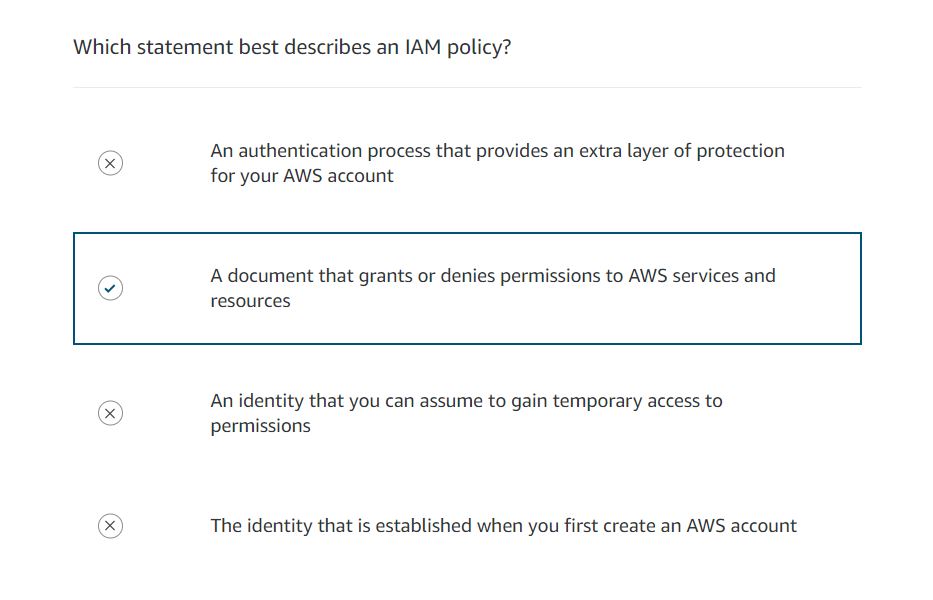 Which statement best describes an IAM policy?
An authentication process that provides an extra layer of protection
for your AWS account
A document that grants or denies permissions to AWS services and
resources
An identity that you can assume to gain temporary access to
permissions
The identity that is established when you first create an AWS account